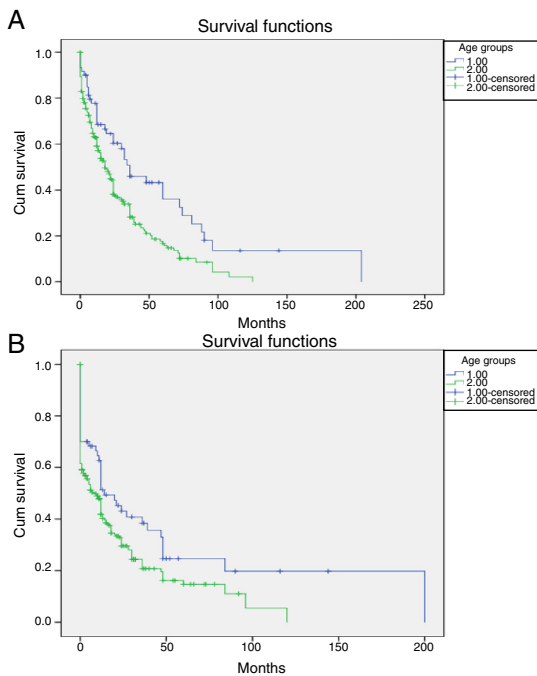 A
Survival functions
Age groups
1.00
2.00
1.00-censored
2.00-censored
Cum survival
1.0
0.8
0.6
0.4
0.2
0.0
0 50 100 150 200 250
Months
B
Survival functions
Age groups
1.00
2.00
1.00-censored
2.00-censored
Cum survival
1.0
0.8
0.6
0.4
0.2
0.0
0 50 100 150 200
Months